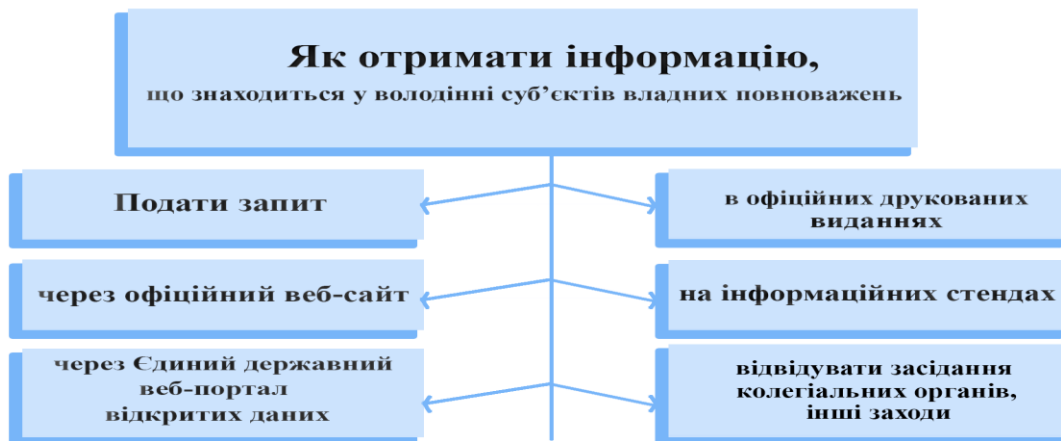 Як отримати інформацію,
що знаходиться у володінні суб’єктів владних повноважень
Подати запит
в офіційних друкованих
виданнях
через офіційний веб-сайт
на інформаційних стендах
через Єдиний державний
веб-портал
відкритих даних
відвідувати засідання
колегіальних органів,
інші заходи